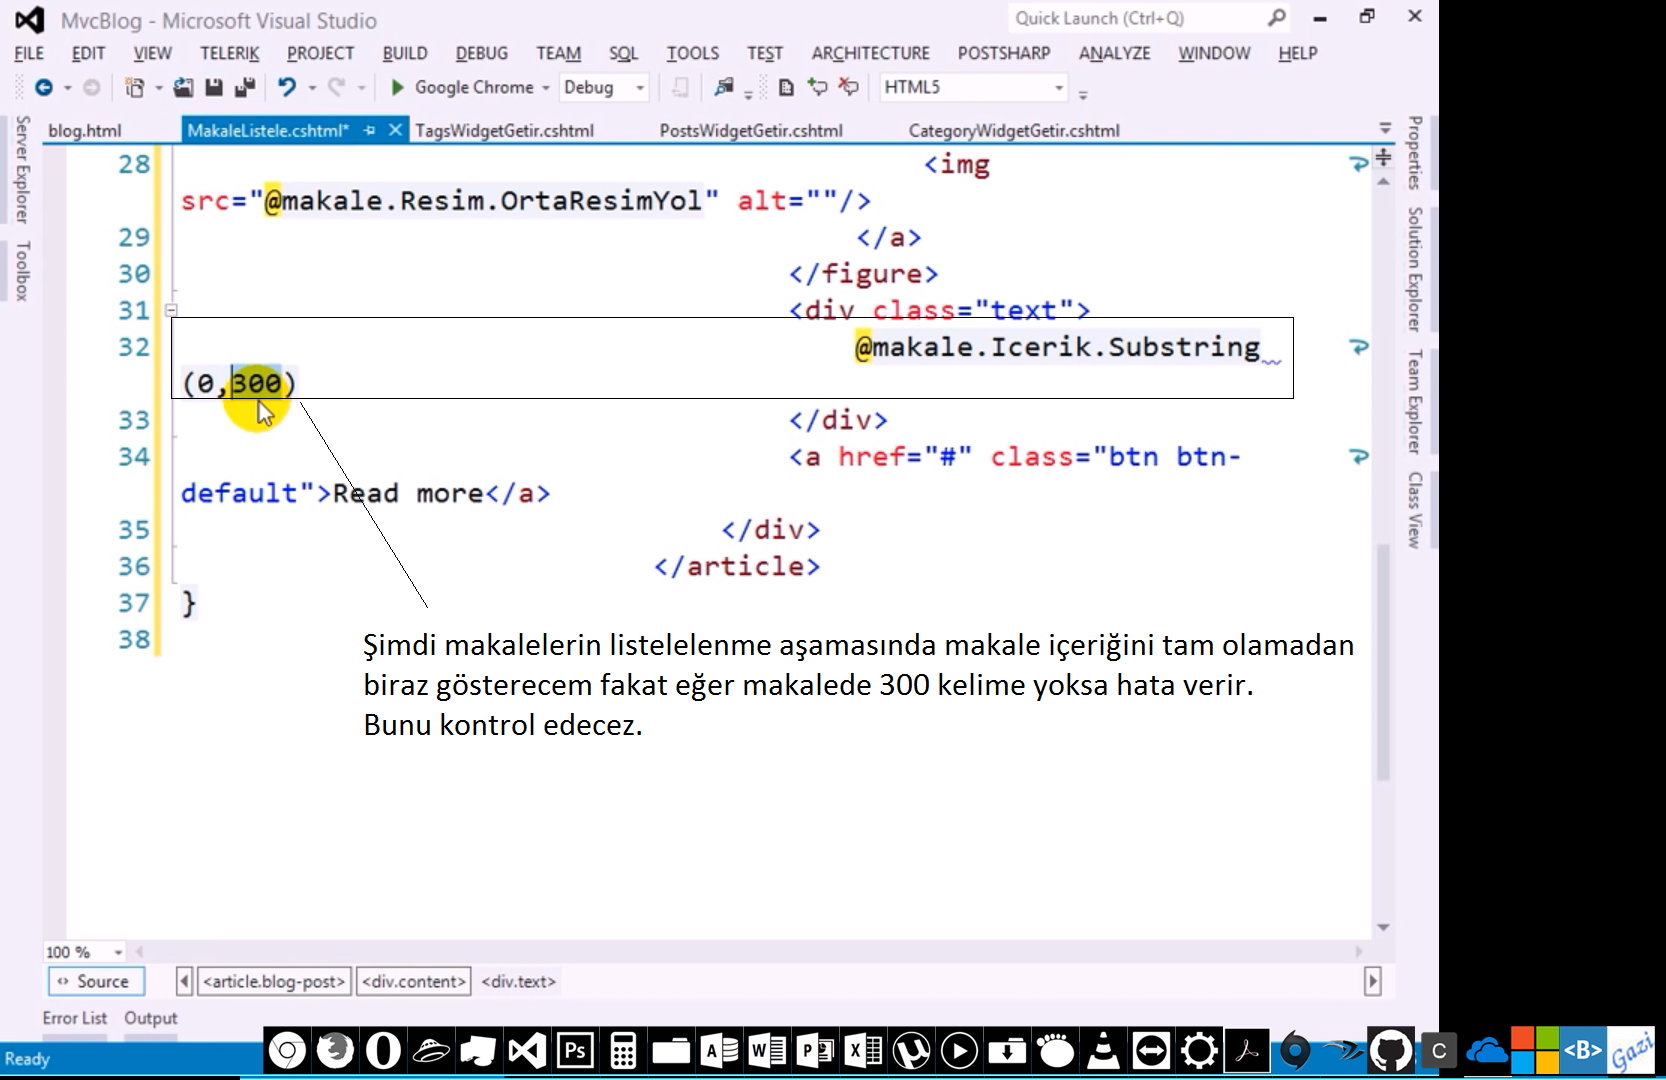 MvcBlog - Microsoft Visual Studio
Quick Launch (Ctrl+Q)
FILE EDIT VIEW TELERIK PROJECT BUILD DEBUG TEAM SQL TOOLS TEST ARCHITECTURE POSTSHARP ANALYZE WINDOW HELP
Google Chrome Debug HTML5
blog.html MakaleListele.cshtml* TagsWidgetGetir.cshtml PostsWidgetGetir.cshtml CategoryWidgetGetir.cshtml
Server Explorer
Toolbox
28 <img
src="@makale.Resim.OrtaResimYol" alt=""/>
29 </a>
30 </figure>
31 <div class="text">
32 @makale.Icerik.Substring
(0,300)
33 </div>
34 <a href="#" class="btn btn-
default">Read more</a>
35 </div>
36 </article>
37 }
38
Şimdi makalelerin listelelenme aşamasında makale içeriğini tam olamadan
biraz gösterecem fakat eğer makalede 300 kelime yoksa hata verir.
Bunu kontrol edecez.
Properties
Solution Explorer
Team Explorer
Class View
100 %
Source <article.blog-post> <div.content> <div.text>
Error List Output
Ready
Ps A W P X C <B> Gazi